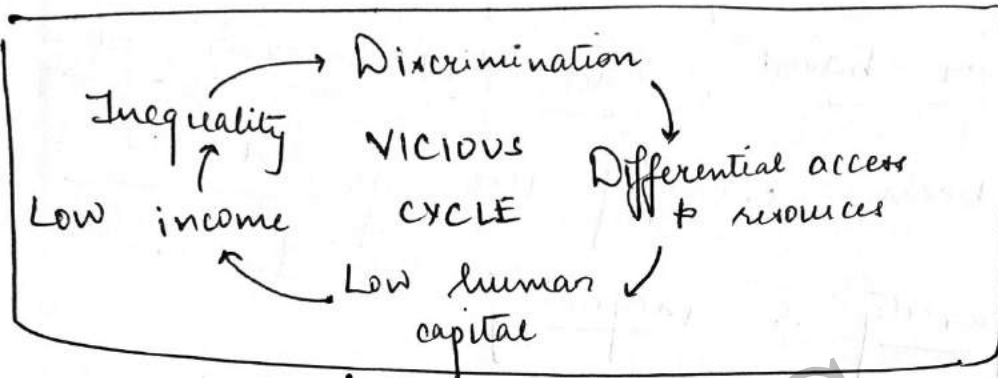 Discrimination
Inequality
VICIOUS
CYCLE
Differential access
to resources
Low income
Low human
capital